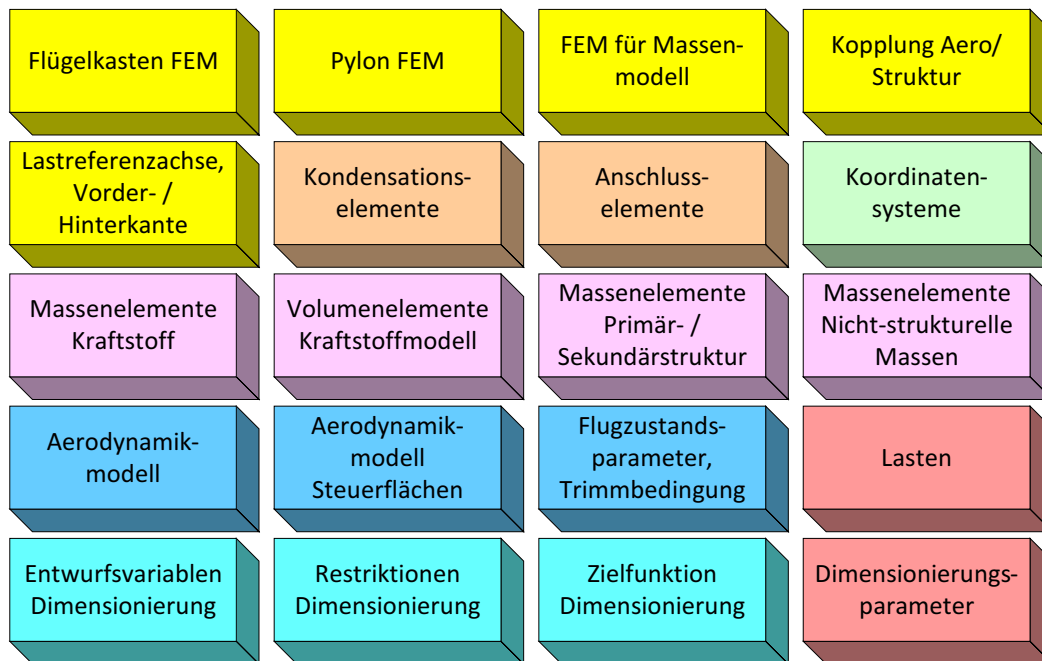 Flügelkasten FEM
Pylon FEM
FEM für Massen-
modell
Kopplung Aero/
Struktur
Lastreferenzachse,
Vorder- /
Hinterkante
Kondensations-
elemente
Anschluss-
elemente
Koordinaten-
systeme
Massenelemente
Kraftstoff
Volumenelemente
Kraftstoffmodell
Massenelemente
Primär- /
Sekundärstruktur
Massenelemente
Nicht-strukturelle
Massen
Aerodynamik-
modell
Aerodynamik-
modell
Steuerflächen
Flugzustands-
parameter,
Trimmbedingung
Lasten
Entwurfsvariablen
Dimensionierung
Restriktionen
Dimensionierung
Zielfunktion
Dimensionierung
Dimensionierungs-
parameter